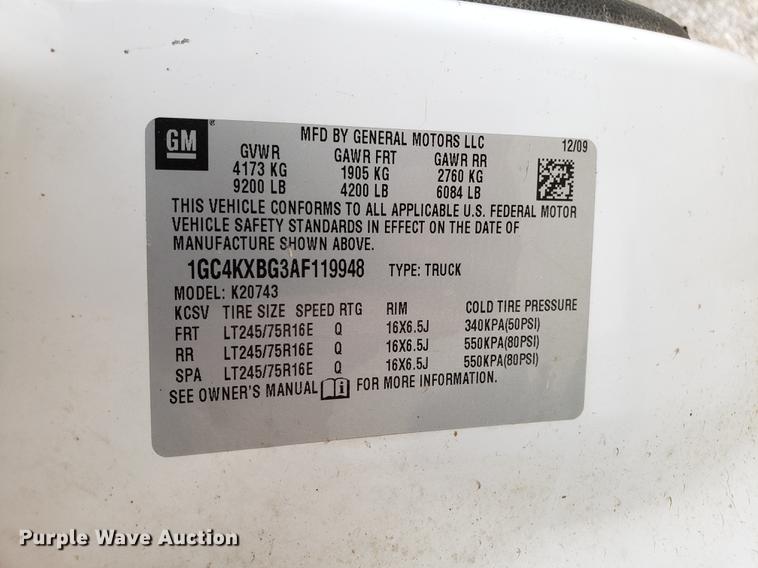 GM
®
MFD BY GENERAL MOTORS LLC
12/09
GVWR GAWR FRT GAWR RR
4173 KG 1905 KG 2760 KG
9200 LB 4200 LB 6084 LB
THIS VEHICLE CONFORMS TO ALL APPLICABLE U.S. FEDERAL MOTOR
VEHICLE SAFETY STANDARDS IN EFFECT ON THE DATE OF
MANUFACTURE SHOWN ABOVE.
1GC4KXBG3AF119948 TYPE: TRUCK
MODEL: K20743
KCSV TIRE SIZE SPEED RTG RIM COLD TIRE PRESSURE
FRT LT245/75R16E Q 16X6.5J 340KPA(50PSI)
RR LT245/75R16E Q 16X6.5J 550KPA(80PSI)
SPA LT245/75R16E Q 16X6.5J 550KPA(80PSI)
SEE OWNER'S MANUAL FOR MORE INFORMATION.
Purple Wave Auction